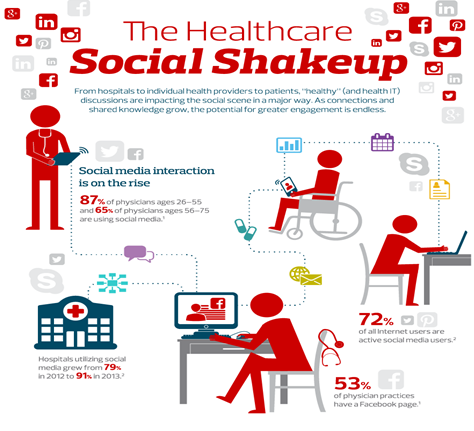 The Healthcare
Social Shakeup
From hospitals to individual health providers to patients, "healthy" (and health IT)
discussions are impacting the social scene in a major way. As connections and
shared knowledge grow, the potential for greater engagement is endless.
Social media interaction
is on the rise
87% of physicians ages 26–55
and 65% of physicians ages 56–75
are using social media.¹
72%
of all Internet users are
active social media users.²
Hospitals utilizing social
media grew from 79%
in 2012 to 91% in 2013.²
53%
of physician practices
have a Facebook page.¹